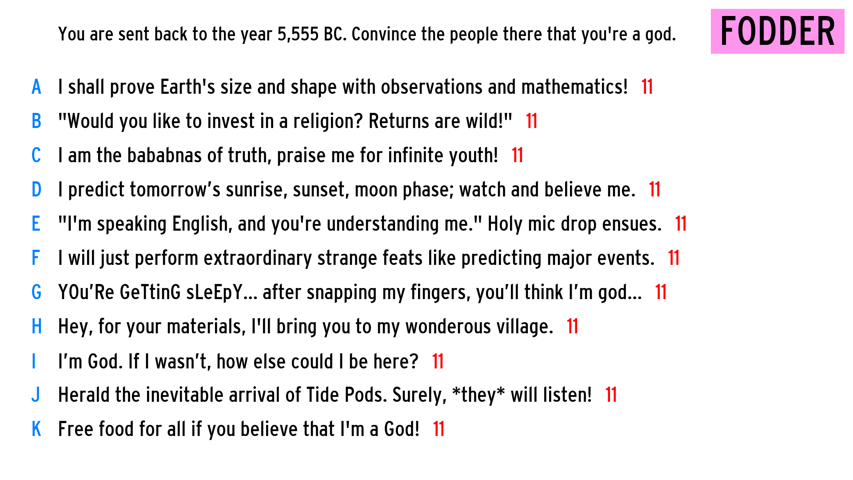 You are sent back to the year 5,555 BC. Convince the people there that you're a god.
FODDER
A I shall prove Earth's size and shape with observations and mathematics! 11
B "Would you like to invest in a religion? Returns are wild!" 11
C I am the bababnas of truth, praise me for infinite youth! 11
D I predict tomorrow’s sunrise, sunset, moon phase; watch and believe me. 11
E "I'm speaking English, and you're understanding me." Holy mic drop ensues. 11
F I will just perform extraordinary strange feats like predicting major events. 11
G YOu’Re GeTtinG sLeEpY... after snapping my fingers, you’ll think I’m god... 11
H Hey, for your materials, I'll bring you to my wonderous village. 11
I I’m God. If I wasn’t, how else could I be here? 11
J Herald the inevitable arrival of Tide Pods. Surely, *they* will listen! 11
K Free food for all if you believe that I'm a God! 11